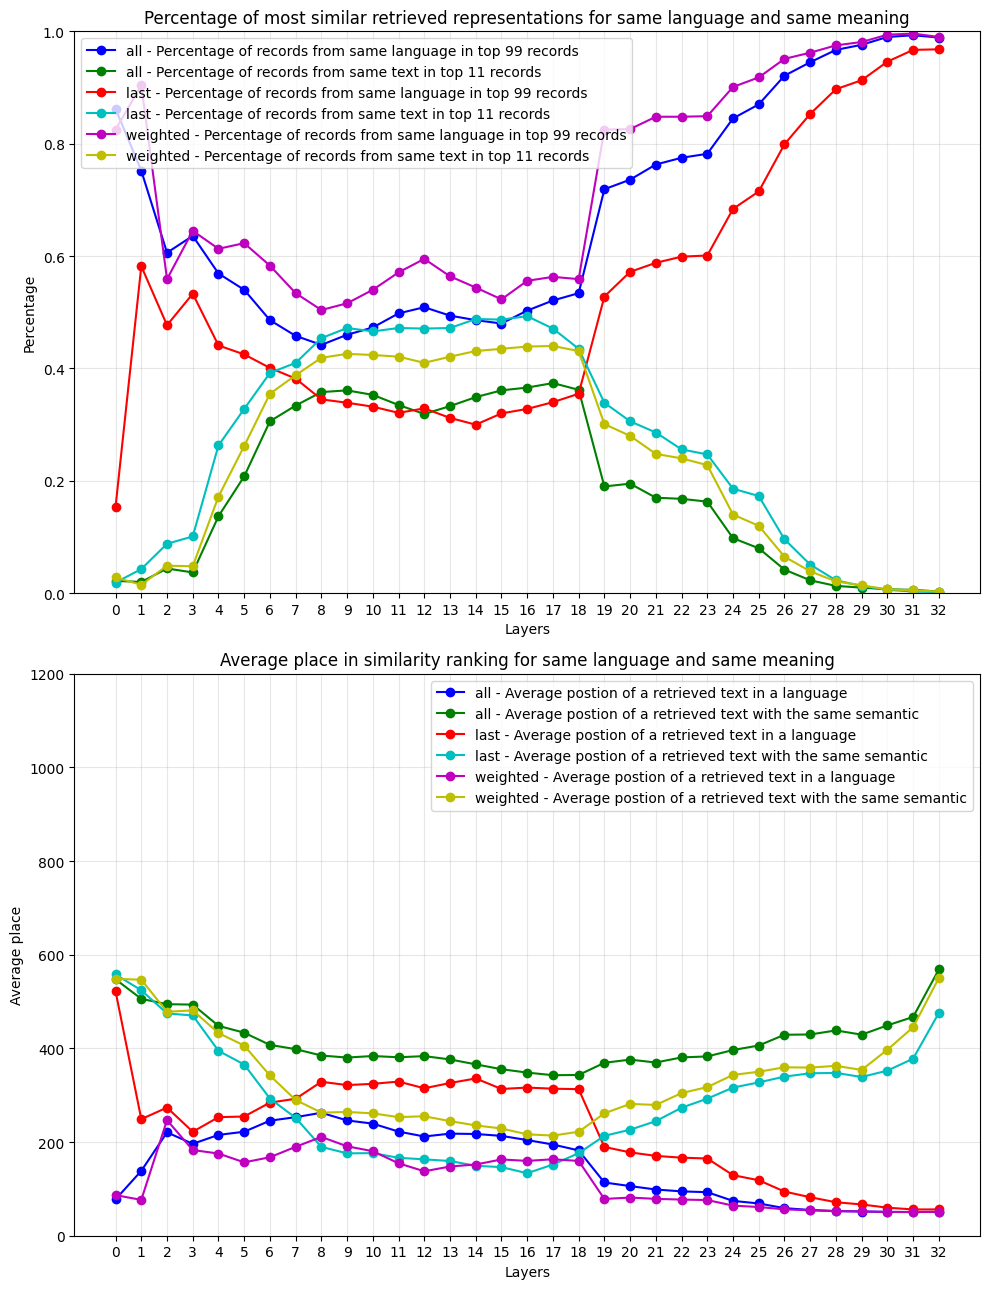 Percentage of most similar retrieved representations for same language and same meaning
1.0
all - Percentage of records from same language in top 99 records
all - Percentage of records from same text in top 11 records
last - Percentage of records from same language in top 99 records
last - Percentage of records from same text in top 11 records
weighted - Percentage of records from same language in top 99 records
weighted - Percentage of records from same text in top 11 records
0.8
0.6
Percentage
0.4
0.2
0.0
0 1 2 3 4 5 6 7 8 9 10 11 12 13 14 15 16 17 18 19 20 21 22 23 24 25 26 27 28 29 30 31 32
Layers
Average place in similarity ranking for same language and same meaning
1200
all - Average postion of a retrieved text in a language
all - Average postion of a retrieved text with the same semantic
last - Average postion of a retrieved text in a language
last - Average postion of a retrieved text with the same semantic
weighted - Average postion of a retrieved text in a language
weighted - Average postion of a retrieved text with the same semantic
1000
800
600
Average place
400
200
0
0 1 2 3 4 5 6 7 8 9 10 11 12 13 14 15 16 17 18 19 20 21 22 23 24 25 26 27 28 29 30 31 32
Layers